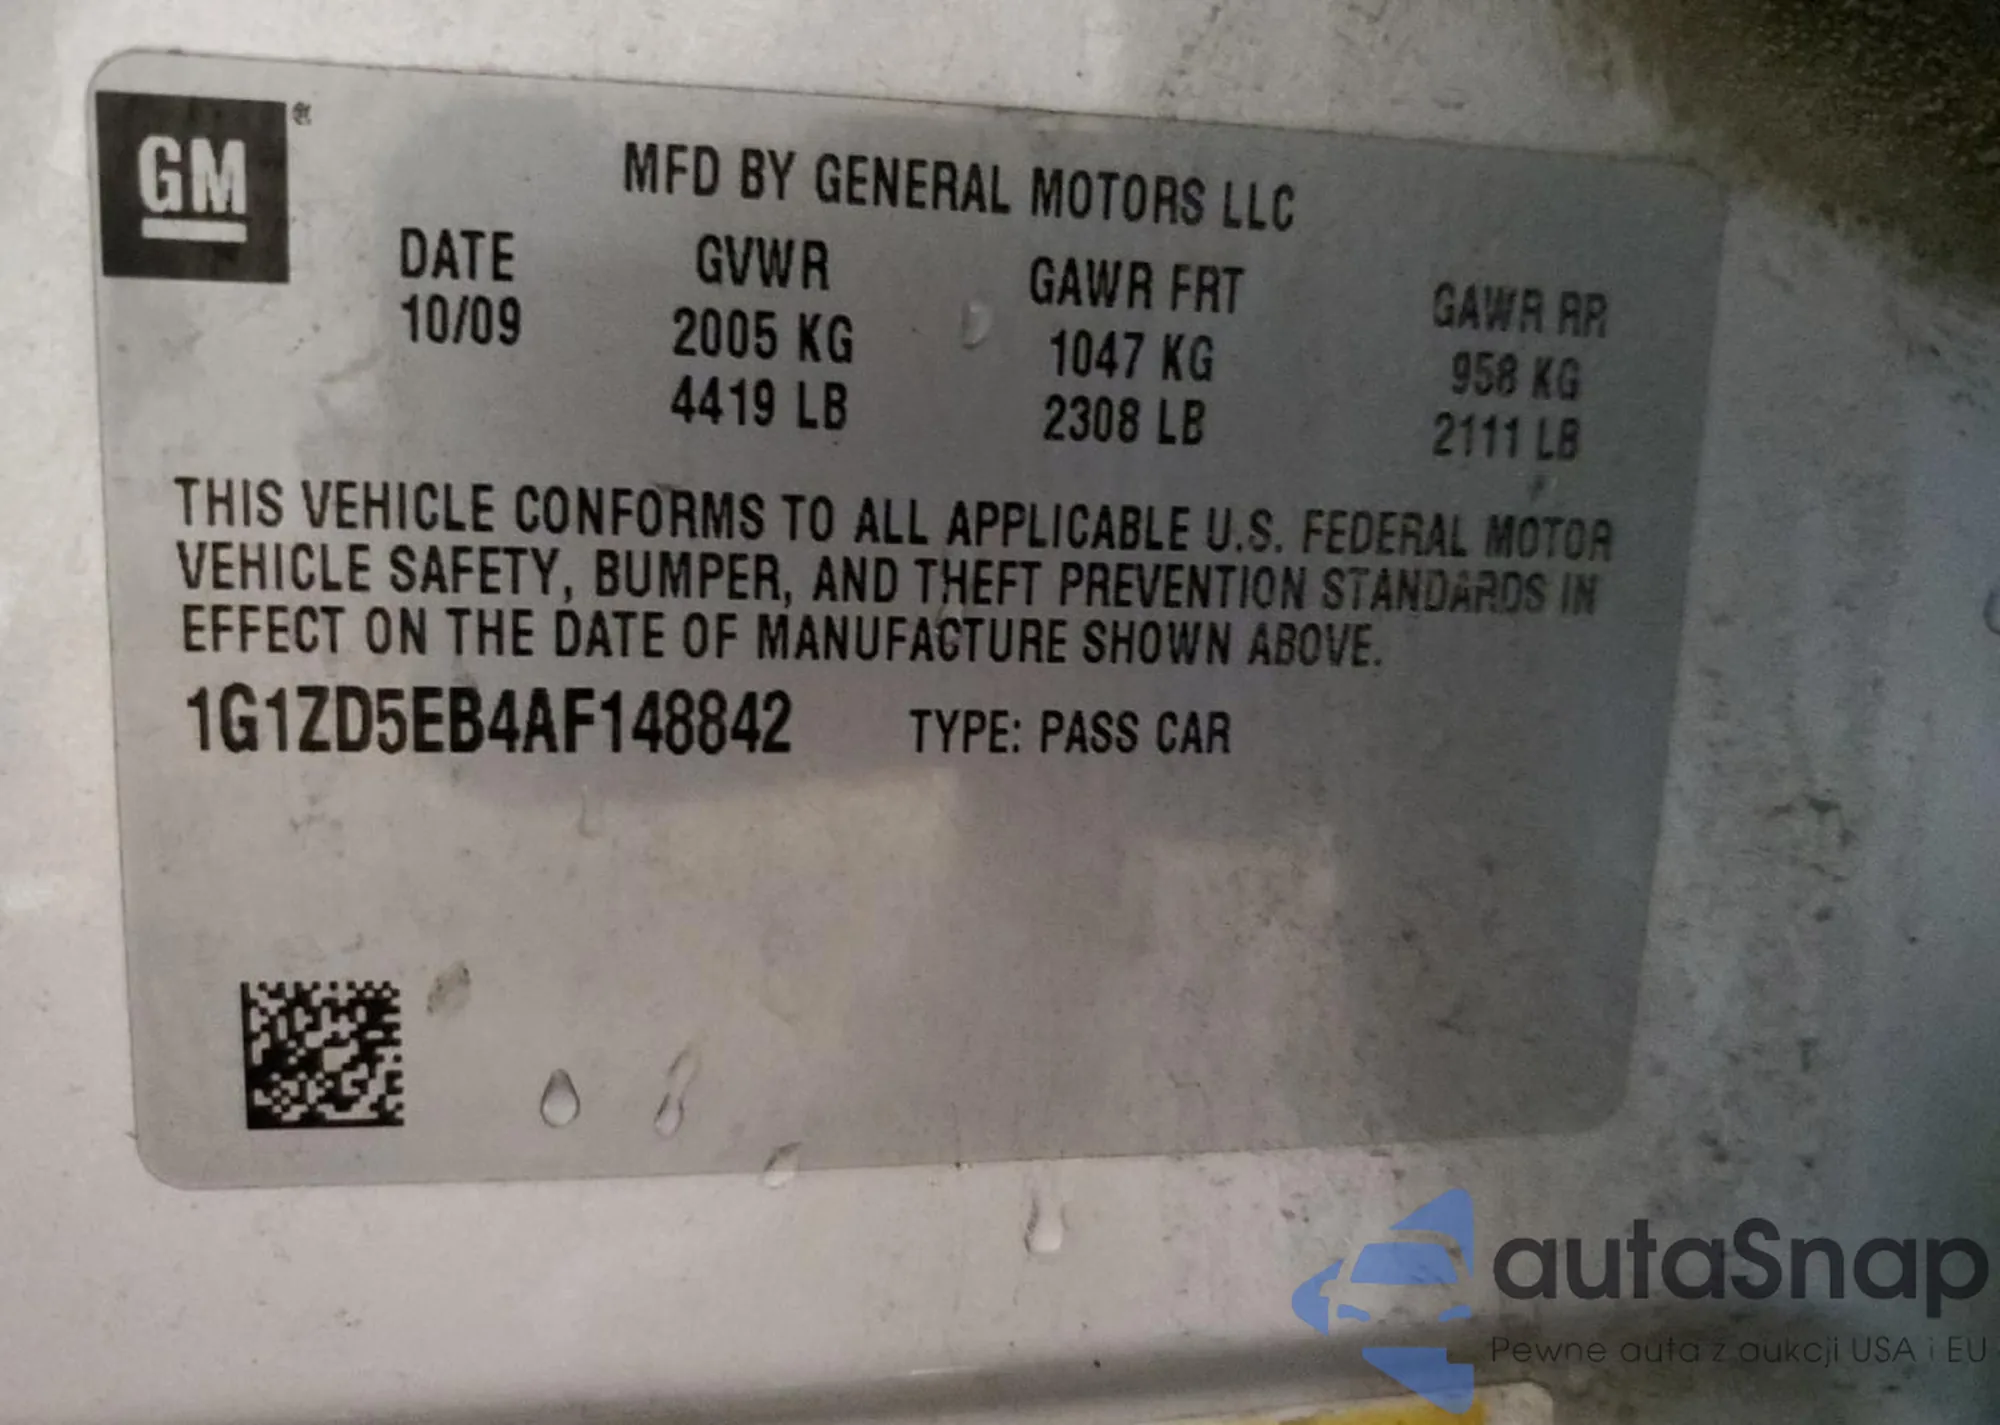 GM®
MFD BY GENERAL MOTORS LLC
DATE GVWR GAWR FRT GAWR RR
10/09 2005 KG 1047 KG 958 KG
4419 LB 2308 LB 2111 LB
THIS VEHICLE CONFORMS TO ALL APPLICABLE U.S. FEDERAL MOTOR
VEHICLE SAFETY, BUMPER, AND THEFT PREVENTION STANDARDS IN
EFFECT ON THE DATE OF MANUFACTURE SHOWN ABOVE.
1G1ZD5EB4AF148842 TYPE: PASS CAR
autaSnap
Pewne auta z aukcji USA i EU